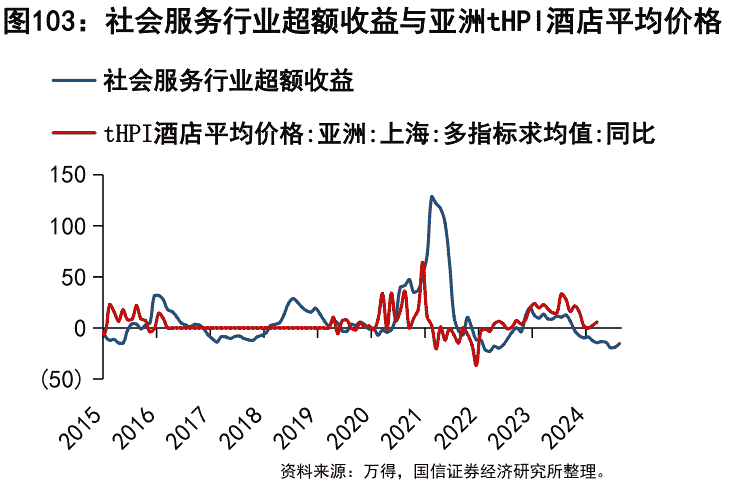 图103：社会服务行业超额收益与亚洲tHPI酒店平均价格
社会服务行业超额收益
tHPI酒店平均价格:亚洲:上海:多指标求均值:同比
150
100
50
0
(50)
2015 2016 2017 2018 2019 2020 2021 2022 2023 2024
资料来源：万得，国信证券经济研究所整理。